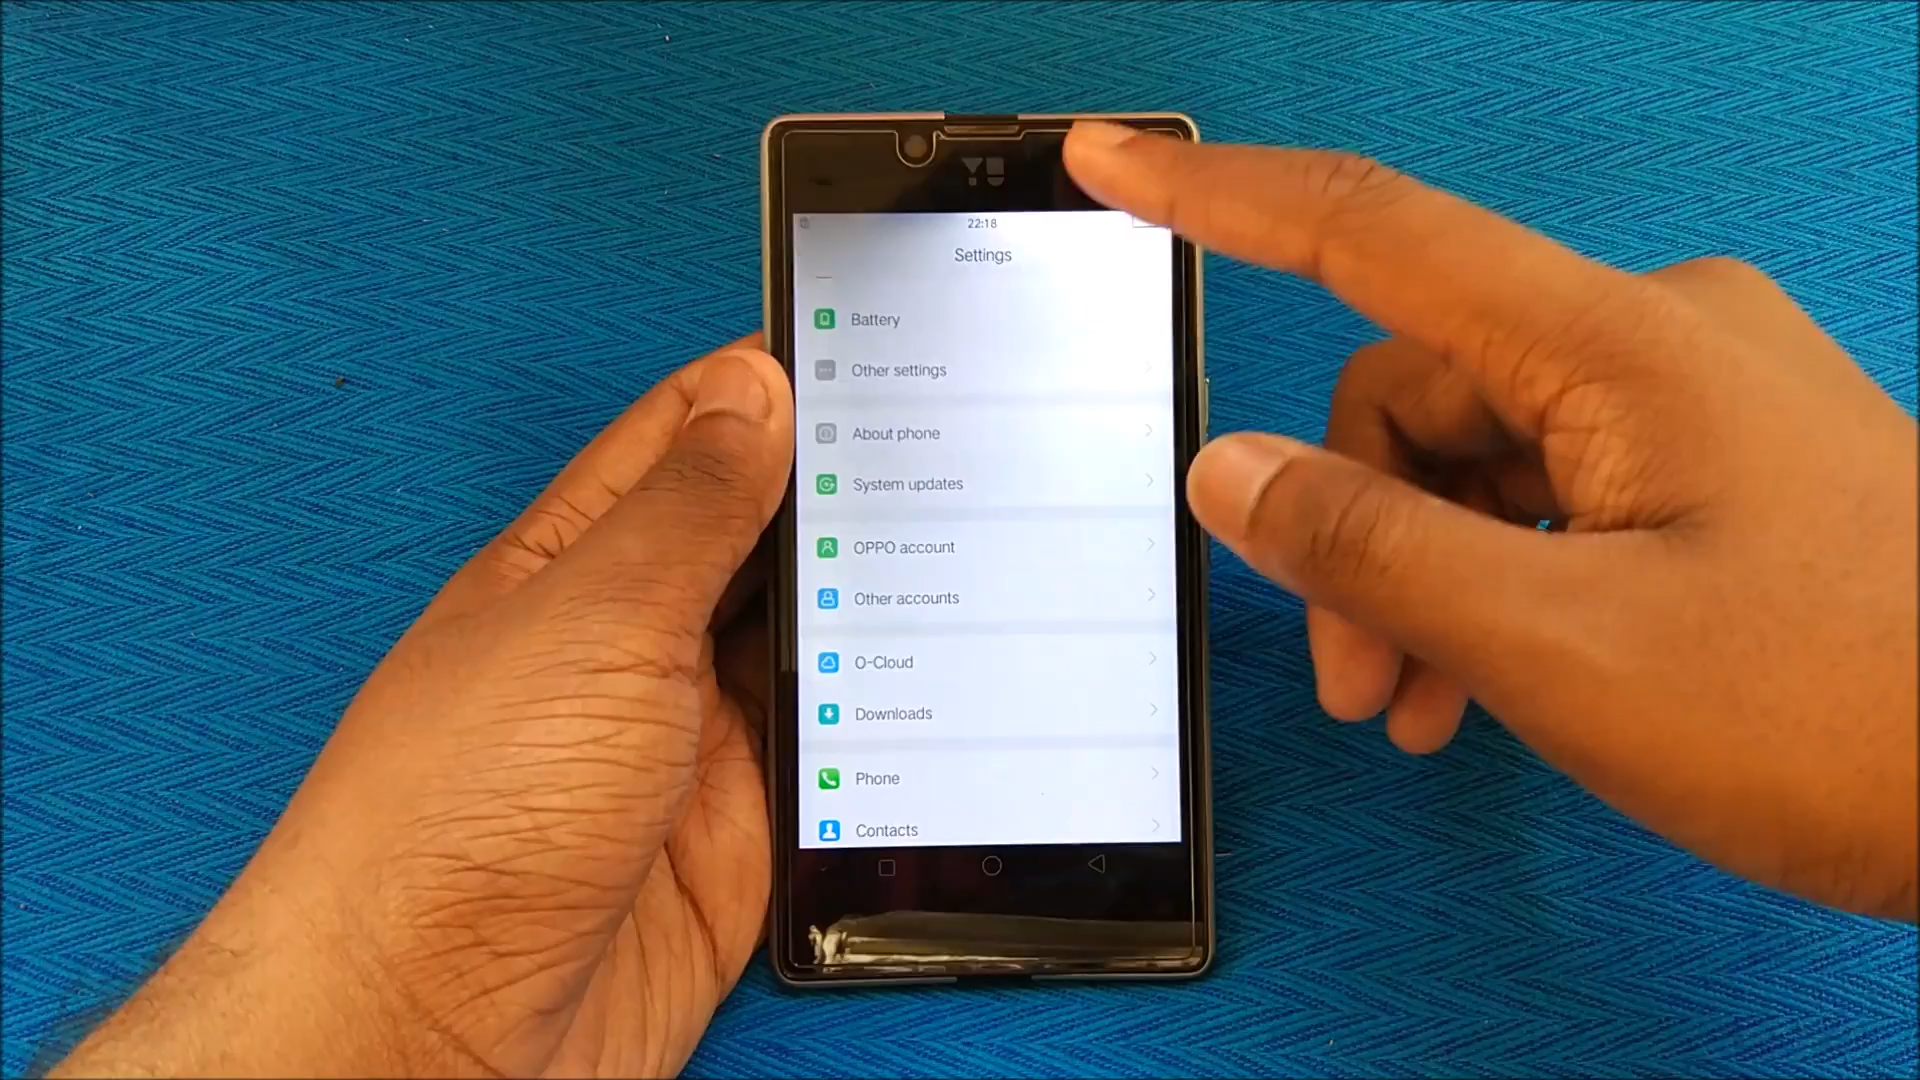 YU
22:18
Settings
Battery
Other settings
About phone
System updates
OPPO account
Other accounts
O-Cloud
Downloads
Phone
Contacts